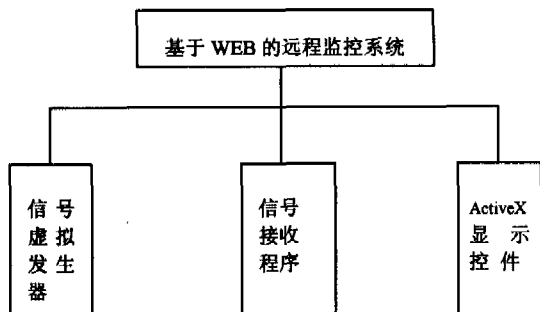 基于 WEB 的远程监控系统
信 号
虚 拟
发 生
器
信号
接收
程序
ActiveX
显 示
控 件